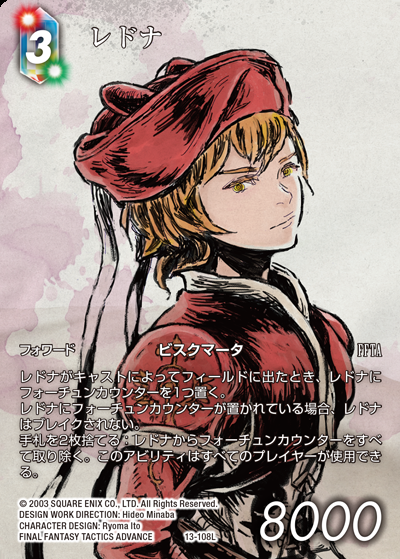 3
レドナ
フォワード
ビスクマータ
FFTA
レドナがキャストによってフィールドに出たとき、レドナに
フォーチュンカウンターを1つ置く。
レドナにフォーチュンカウンターが置かれている場合、レドナ
はブレイクされない。
手札を2枚捨てる：レドナからフォーチュンカウンターをすべ
て取り除く。このアビリティはすべてのプレイヤーが使用でき
る。
© 2003 SQUARE ENIX CO., LTD. All Rights Reserved.
DESIGN WORK DIRECTION: Hideo Minaba
CHARACTER DESIGN: Ryoma Ito
FINAL FANTASY TACTICS ADVANCE 13-108L
8000